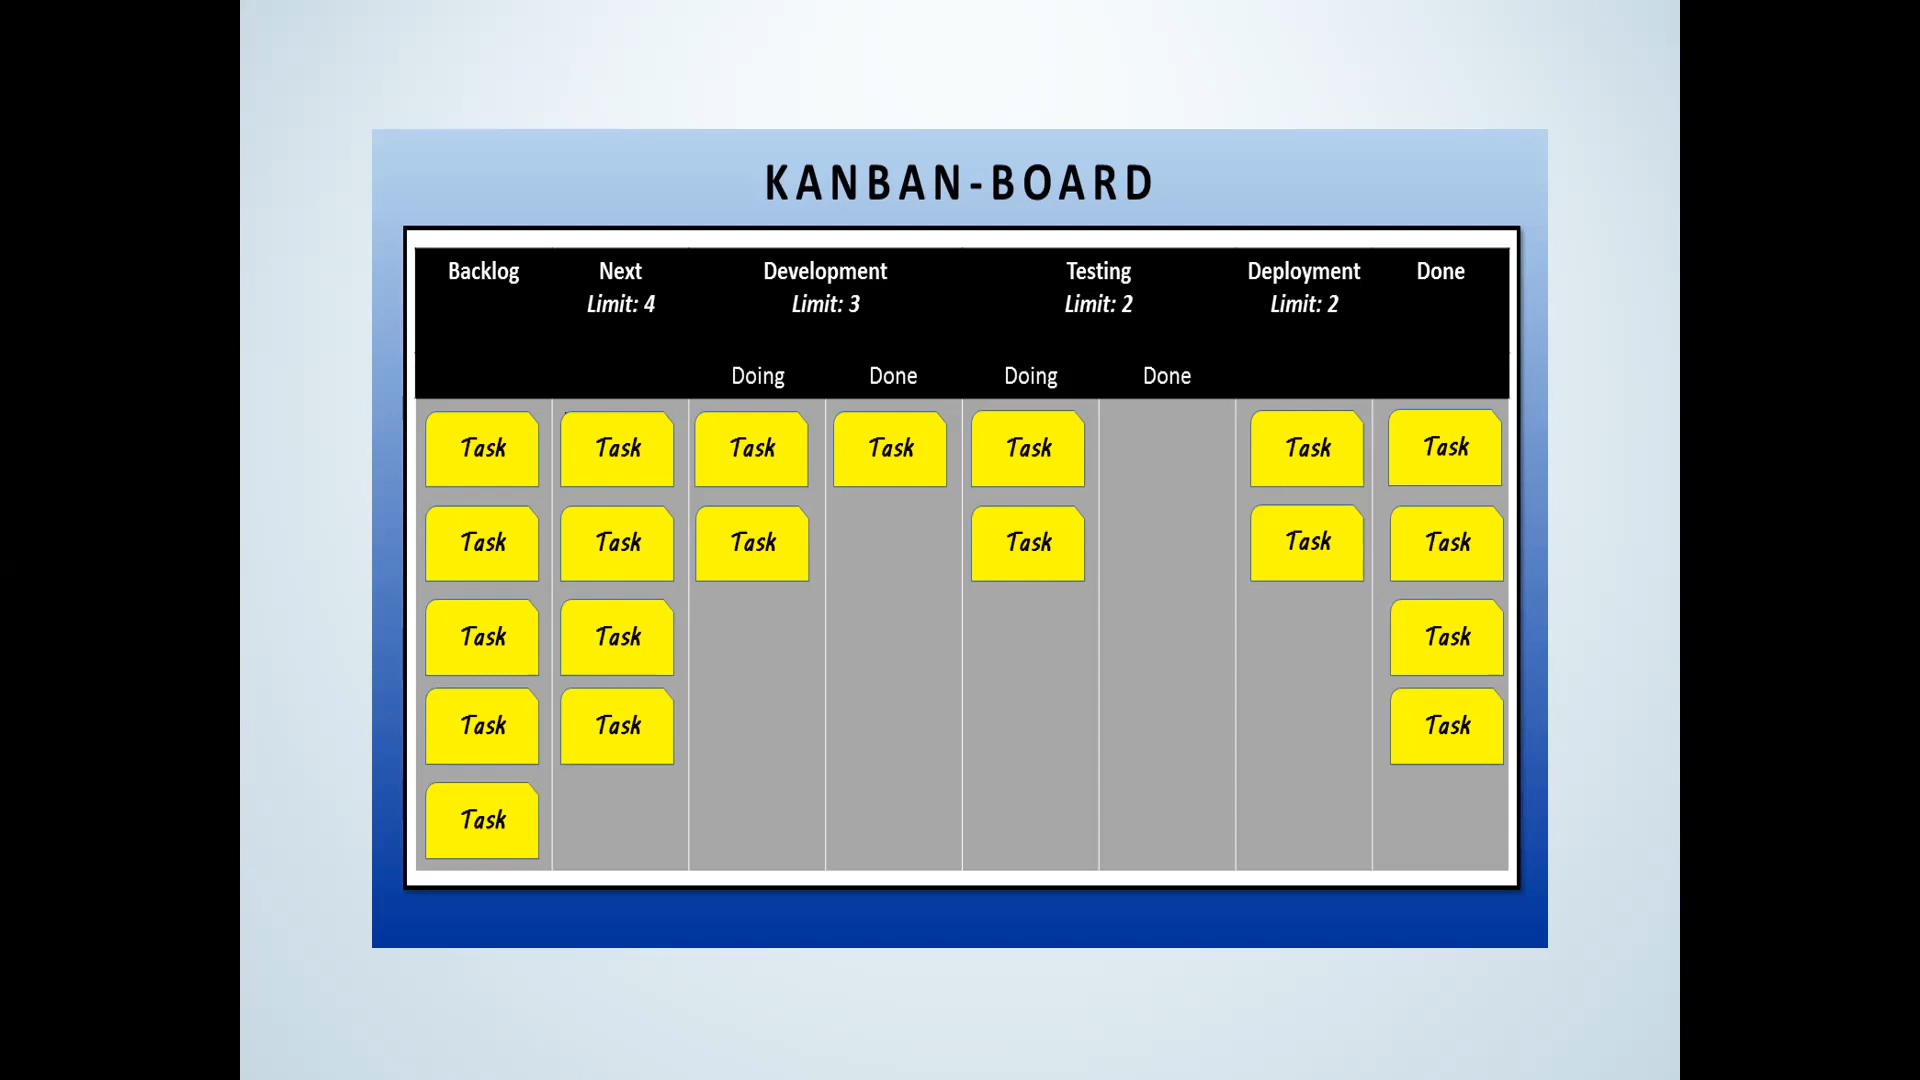 KANBAN-BOARD
Backlog Next Development Testing Deployment Done
Limit: 4 Limit: 3 Limit: 2 Limit: 2
Doing Done Doing Done
Task Task Task Task Task Task Task
Task Task Task Task Task Task
Task Task Task
Task Task Task
Task